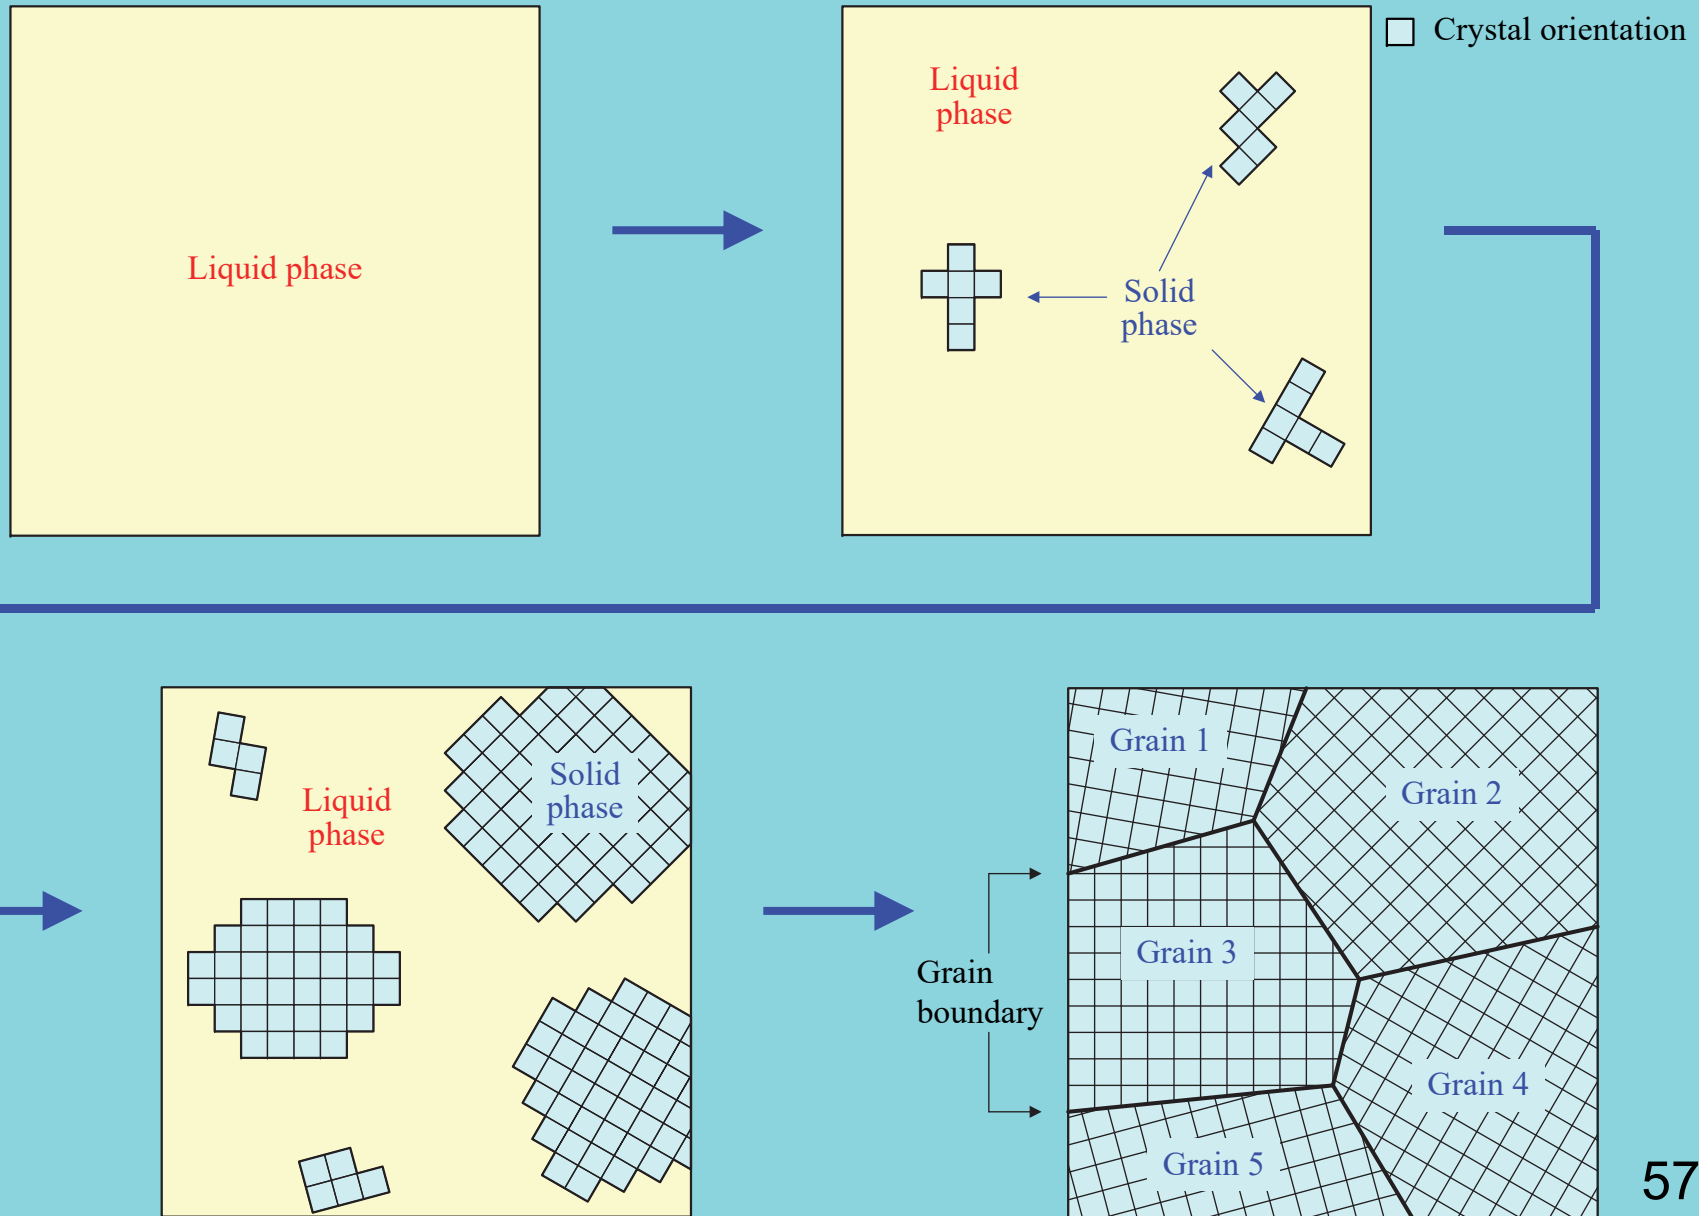 Liquid phase
Liquid
phase
Solid
phase
Crystal orientation
Liquid
phase
Solid
phase
Grain
boundary
Grain 1
Grain 2
Grain 3
Grain 4
Grain 5
57